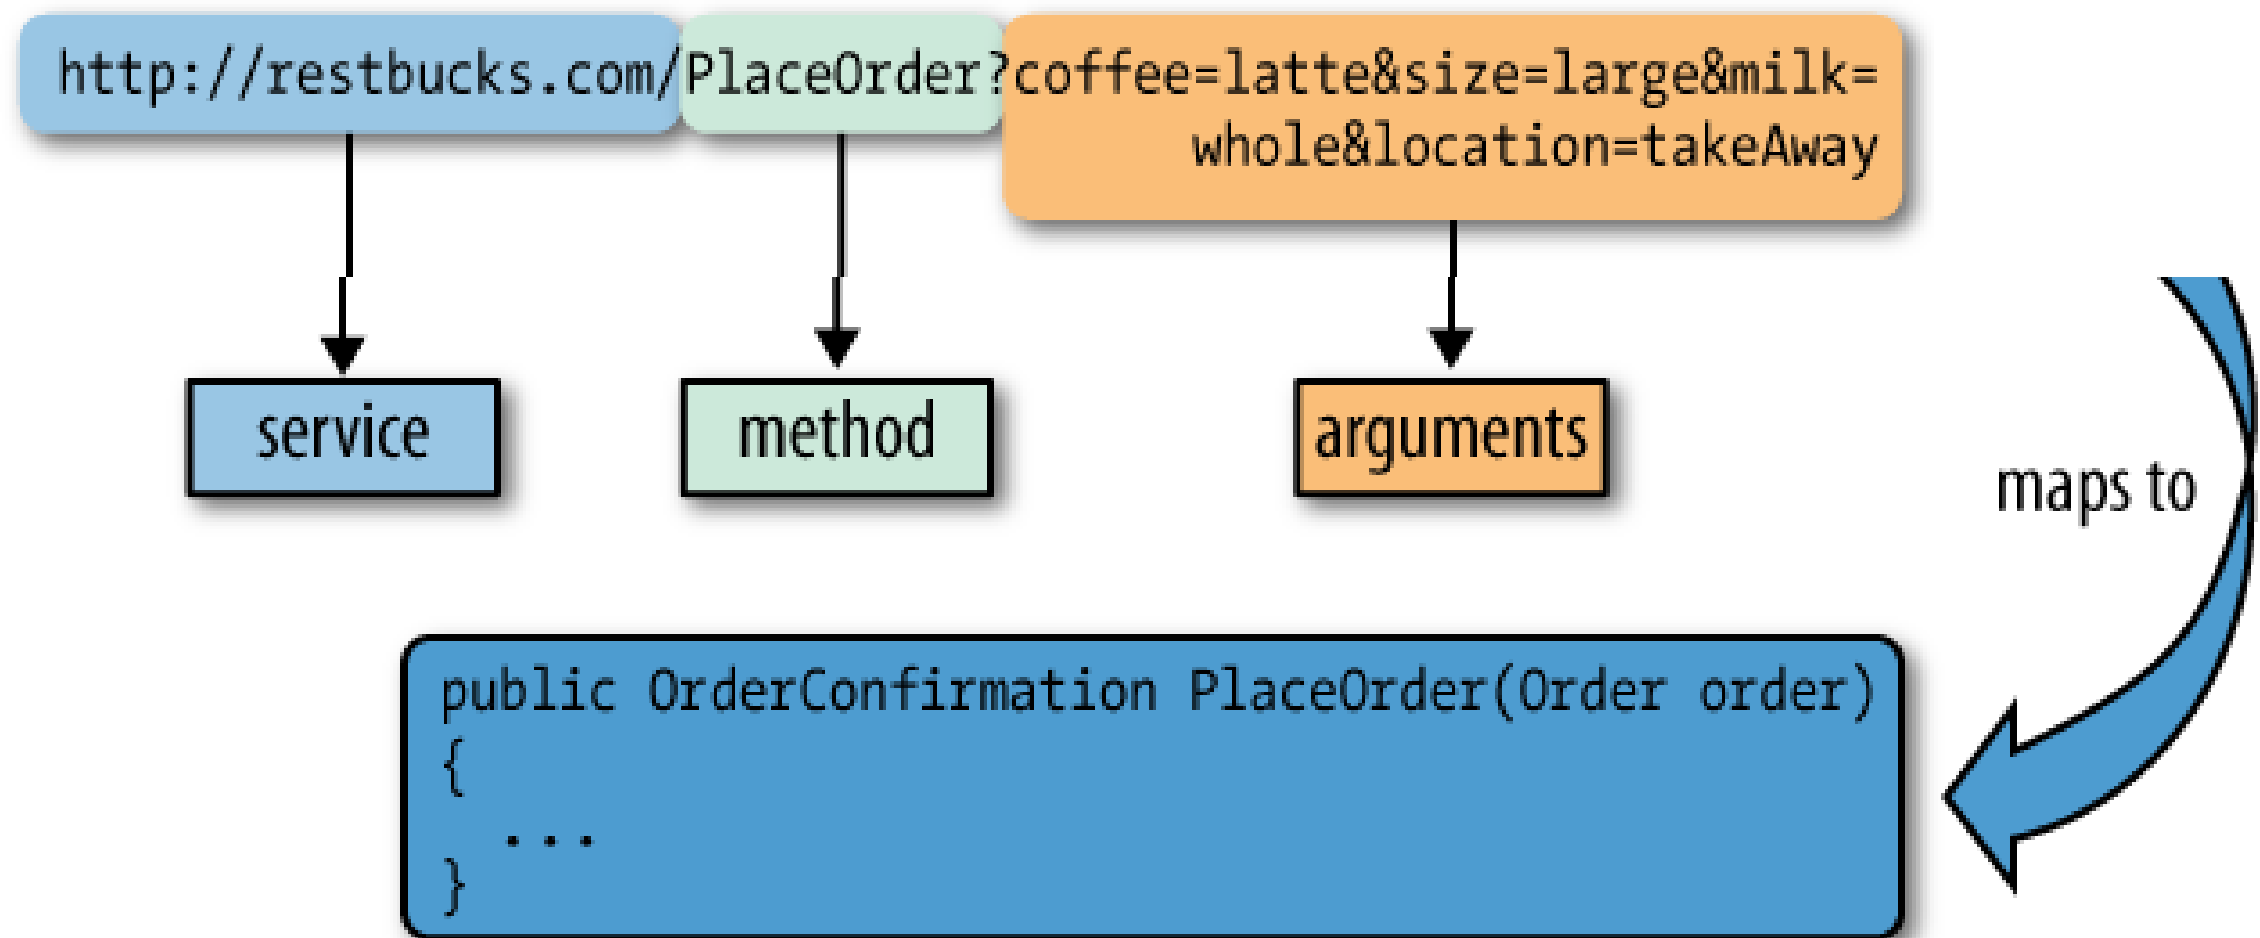 http://restbucks.com/PlaceOrder?coffee=latte&size=large&milk=
whole&location=takeAway
service
method
arguments
maps to
public OrderConfirmation PlaceOrder(Order order)
{
...
}